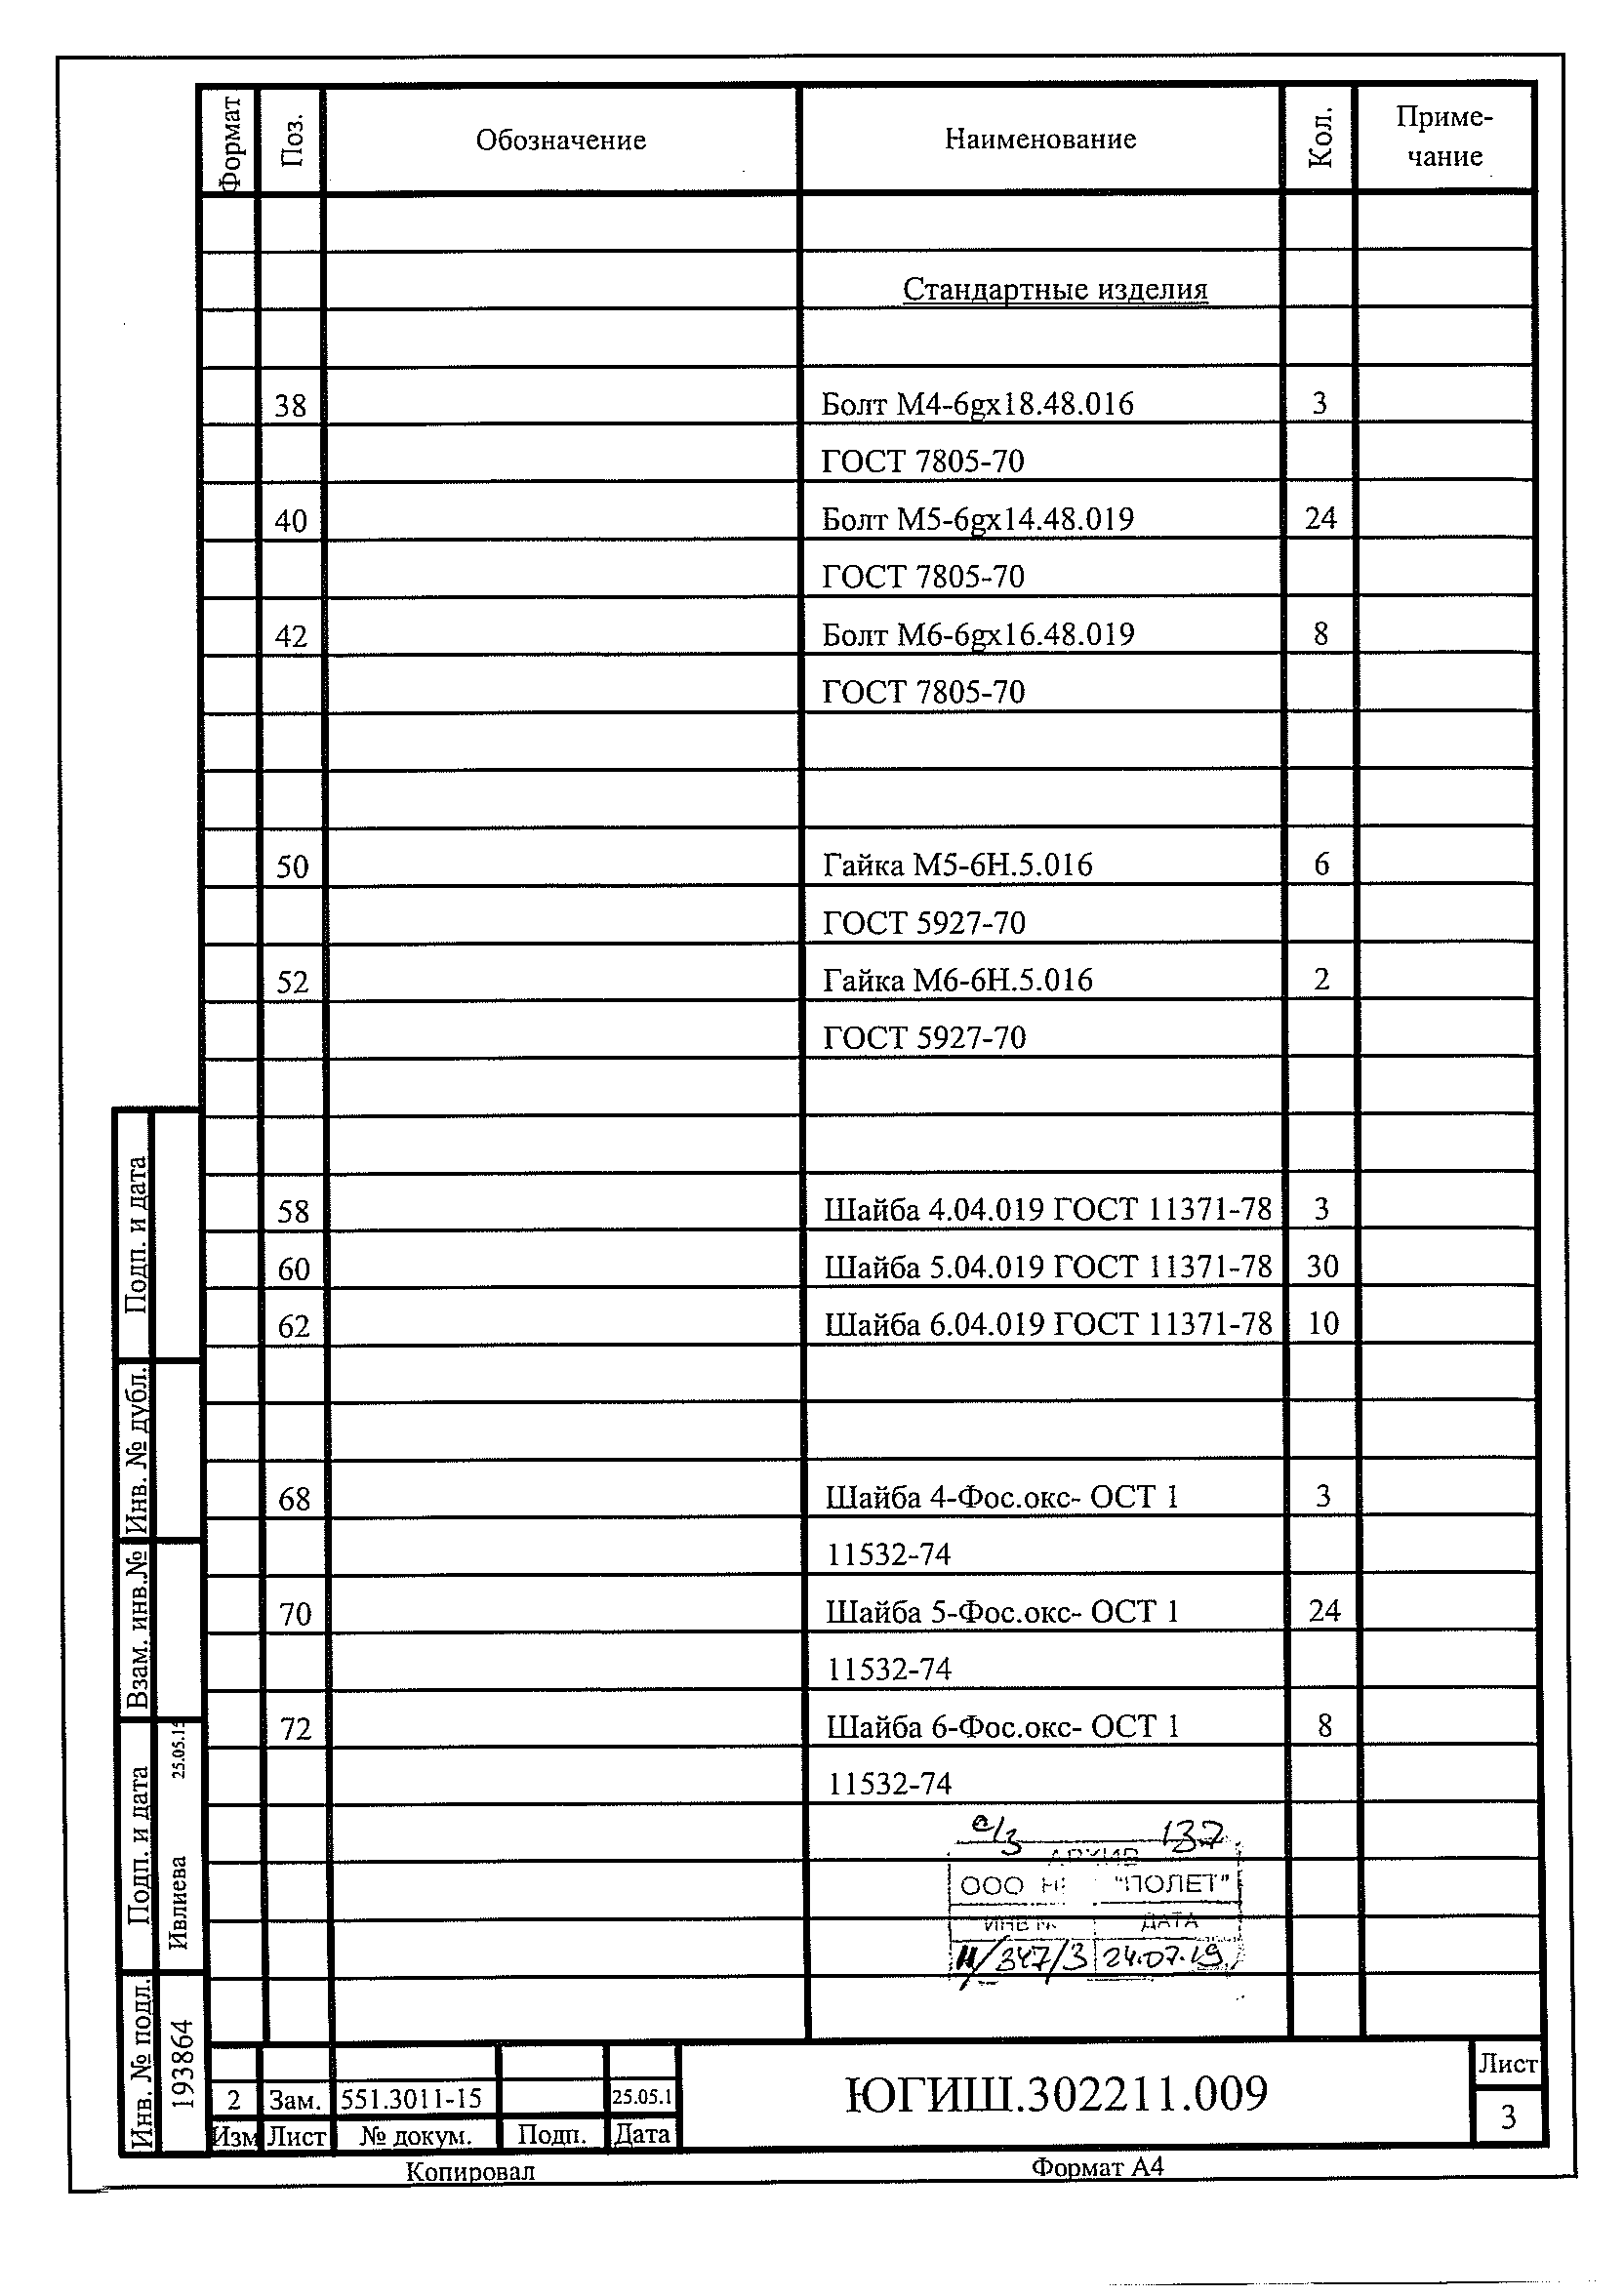 Формат Поз. Обозначение Наименование Кол. Приме-
чание
Стандартные изделия
38 Болт М4-6gx18.48.016 3
ГОСТ 7805-70
40 Болт М5-6gx14.48.019 24
ГОСТ 7805-70
42 Болт М6-6gx16.48.019 8
ГОСТ 7805-70
50 Гайка М5-6Н.5.016 6
ГОСТ 5927-70
52 Гайка М6-6Н.5.016 2
ГОСТ 5927-70
58 Шайба 4.04.019 ГОСТ 11371-78 3
60 Шайба 5.04.019 ГОСТ 11371-78 30
62 Шайба 6.04.019 ГОСТ 11371-78 10
68 Шайба 4-Фос.окс- ОСТ 1 3
11532-74
70 Шайба 5-Фос.окс- ОСТ 1 24
11532-74
72 Шайба 6-Фос.окс- ОСТ 1 8
11532-74
с/з 137
АРХИВ
ООО "ПОЛЕТ"
ДАТА
/347/3 24.07.19
Подп. и дата
Инв. № дубл.
Взам. инв.№
Подп. и дата
Ивлиева 25.05.15
Инв. № подл.
193864
2 Зам. 551.3011-15 25.05.1
Изм Лист № докум. Подп. Дата
ЮГИШ.302211.009
Лист
3
Копировал Формат А4